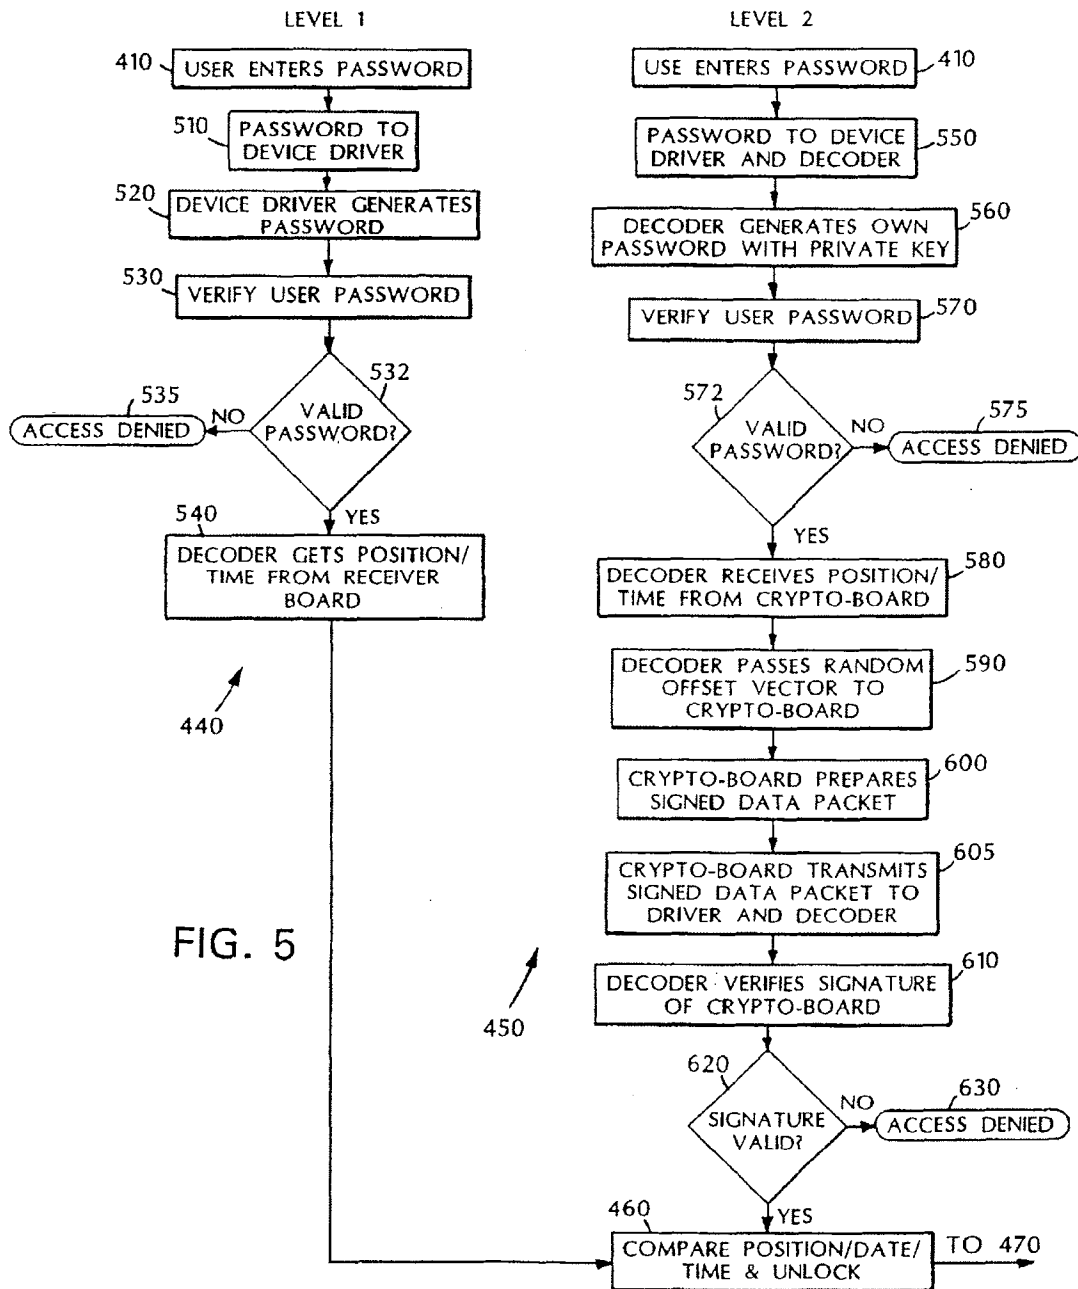 LEVEL 1
410
USER ENTERS PASSWORD
510
PASSWORD TO
DEVICE DRIVER
520
DEVICE DRIVER GENERATES
PASSWORD
530
VERIFY USER PASSWORD
532
VALID
PASSWORD?
NO
535
ACCESS DENIED
YES
540
DECODER GETS POSITION/
TIME FROM RECEIVER
BOARD
440
LEVEL 2
USE ENTERS PASSWORD
410
PASSWORD TO DEVICE
DRIVER AND DECODER
550
DECODER GENERATES OWN
PASSWORD WITH PRIVATE KEY
560
VERIFY USER PASSWORD
570
572
VALID
PASSWORD?
NO
575
ACCESS DENIED
YES
DECODER RECEIVES POSITION/
TIME FROM CRYPTO-BOARD
580
DECODER PASSES RANDOM
OFFSET VECTOR TO
CRYPTO-BOARD
590
CRYPTO-BOARD PREPARES
SIGNED DATA PACKET
600
CRYPTO-BOARD TRANSMITS
SIGNED DATA PACKET TO
DRIVER AND DECODER
605
DECODER VERIFIES SIGNATURE
OF CRYPTO-BOARD
610
450
620
SIGNATURE
VALID?
NO
630
ACCESS DENIED
YES
460
COMPARE POSITION/DATE/
TIME & UNLOCK
TO 470
FIG. 5